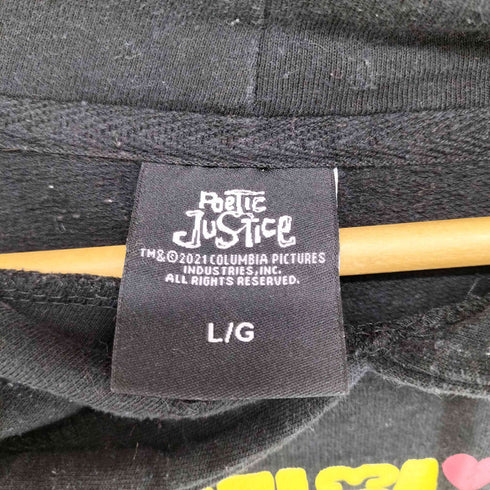 Poetic
Justice
TM&©2021 COLUMBIA PICTURES
INDUSTRIES, INC.
ALL RIGHTS RESERVED.
L/G